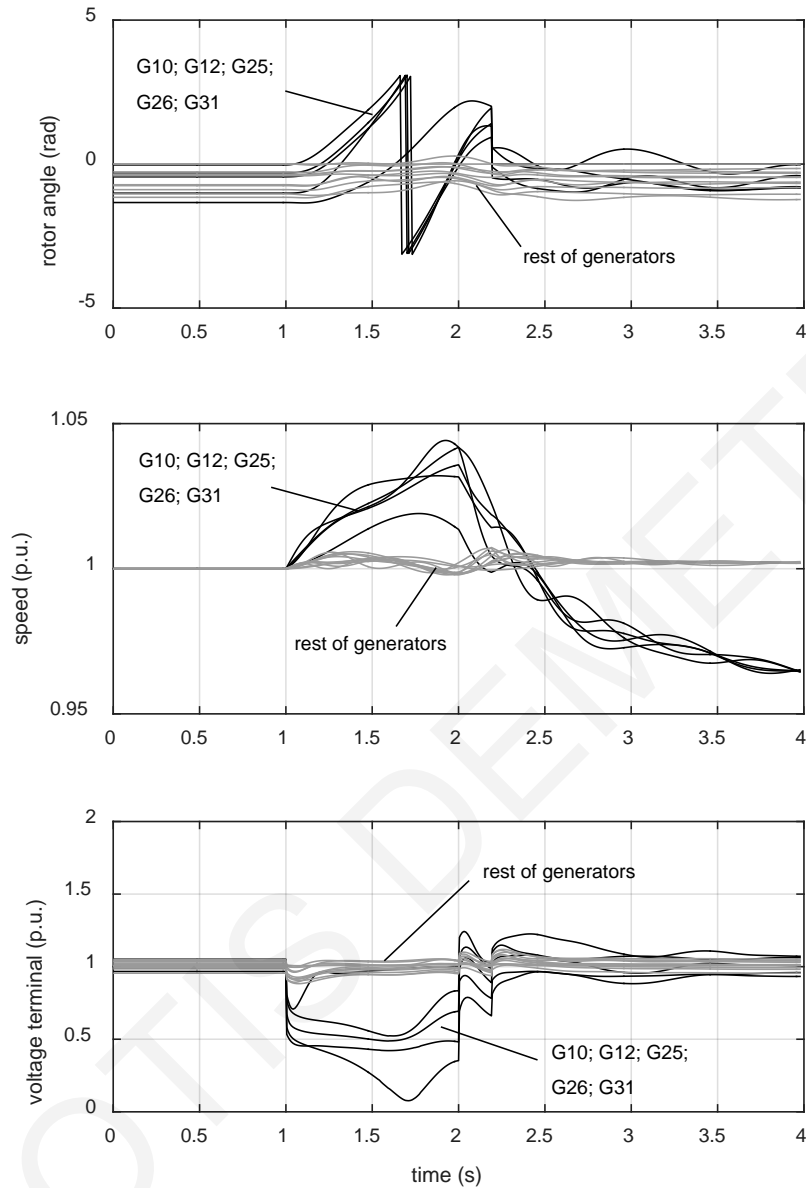 5
G10; G12; G25;
G26; G31
0
rotor angle (rad)
rest of generators
-5
0 0.5 1 1.5 2 2.5 3 3.5 4
1.05
G10; G12; G25;
G26; G31
speed (p.u.)
1
rest of generators
0.95
0 0.5 1 1.5 2 2.5 3 3.5 4
2
rest of generators
1.5
voltage terminal (p.u.)
1
0.5
G10; G12; G25;
G26; G31
0
0 0.5 1 1.5 2 2.5 3 3.5 4
time (s)
OTIS DEMET